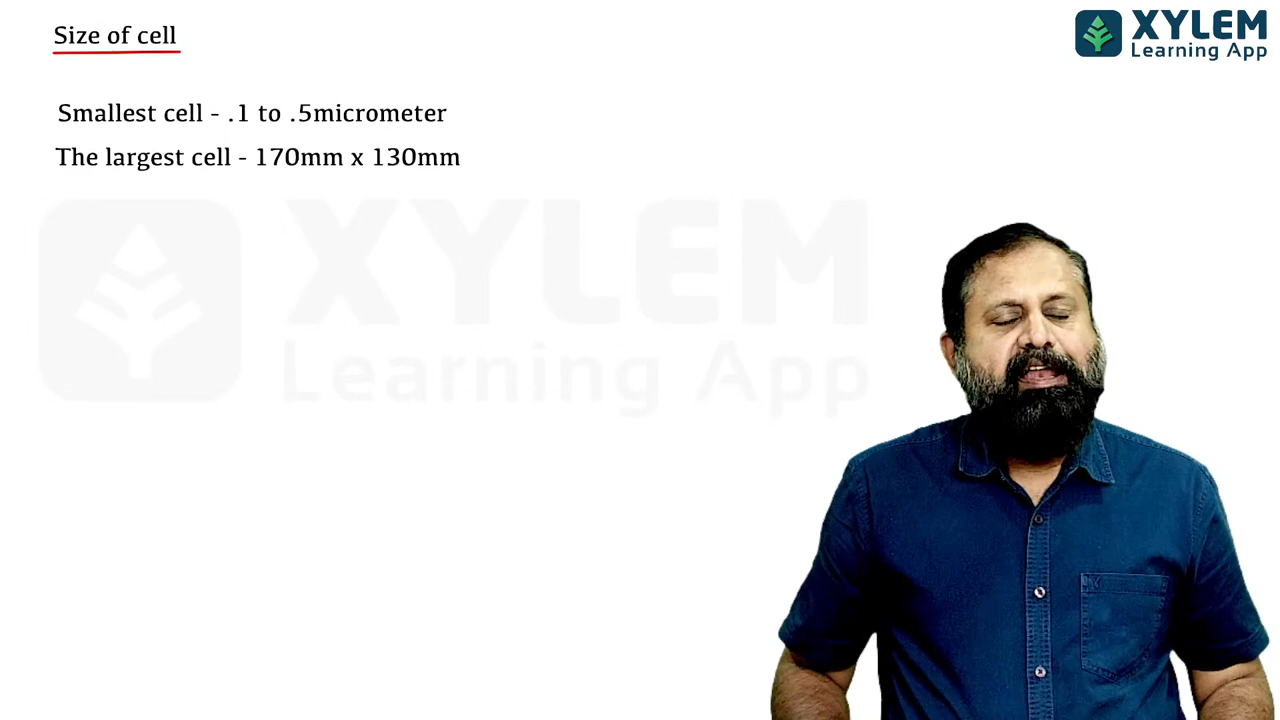 Size of cell
XYLEM
Learning App
Smallest cell - .1 to .5micrometer
The largest cell - 170mm x 130mm
XYLEM
Learning App